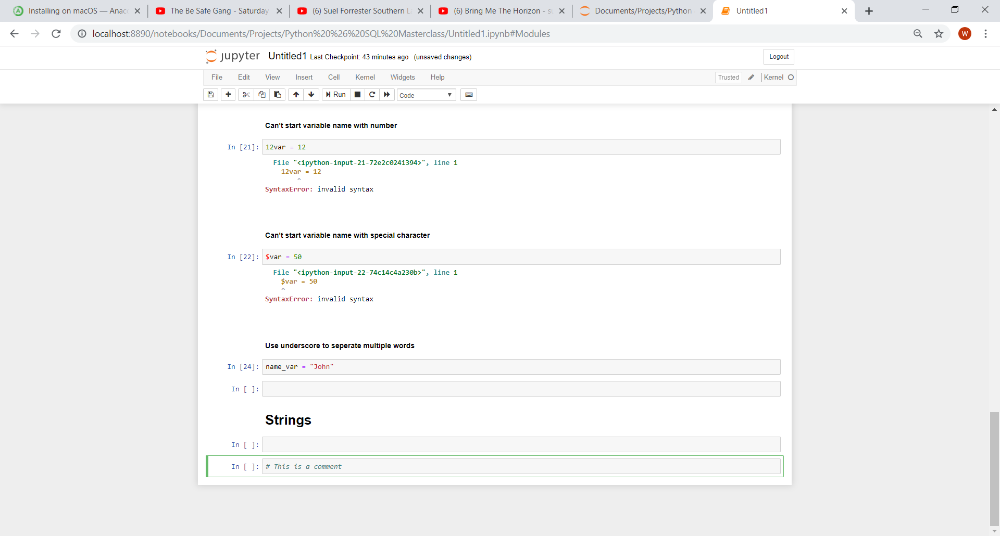 Installing on macOS — Anac
The Be Safe Gang - Saturday
(6) Suel Forrester Southern L
(6) Bring Me The Horizon - s
Documents/Projects/Python
Untitled1
localhost:8890/notebooks/Documents/Projects/Python%20%26%20SQL%20Masterclass/Untitled1.ipynb#Modules
W
jupyter Untitled1 Last Checkpoint: 43 minutes ago (unsaved changes)
Logout
File Edit View Insert Cell Kernel Widgets Help
Trusted
Kernel
Run
Code
Can't start variable name with number
In [21]: 12var = 12
File "<ipython-input-21-72e2c0241394>", line 1
12var = 12
^
SyntaxError: invalid syntax
Can't start variable name with special character
In [22]: $var = 50
File "<ipython-input-22-74c14c4a230b>", line 1
$var = 50
^
SyntaxError: invalid syntax
Use underscore to seperate multiple words
In [24]: name_var = "John"
In [ ]:
Strings
In [ ]:
In [ ]: # This is a comment